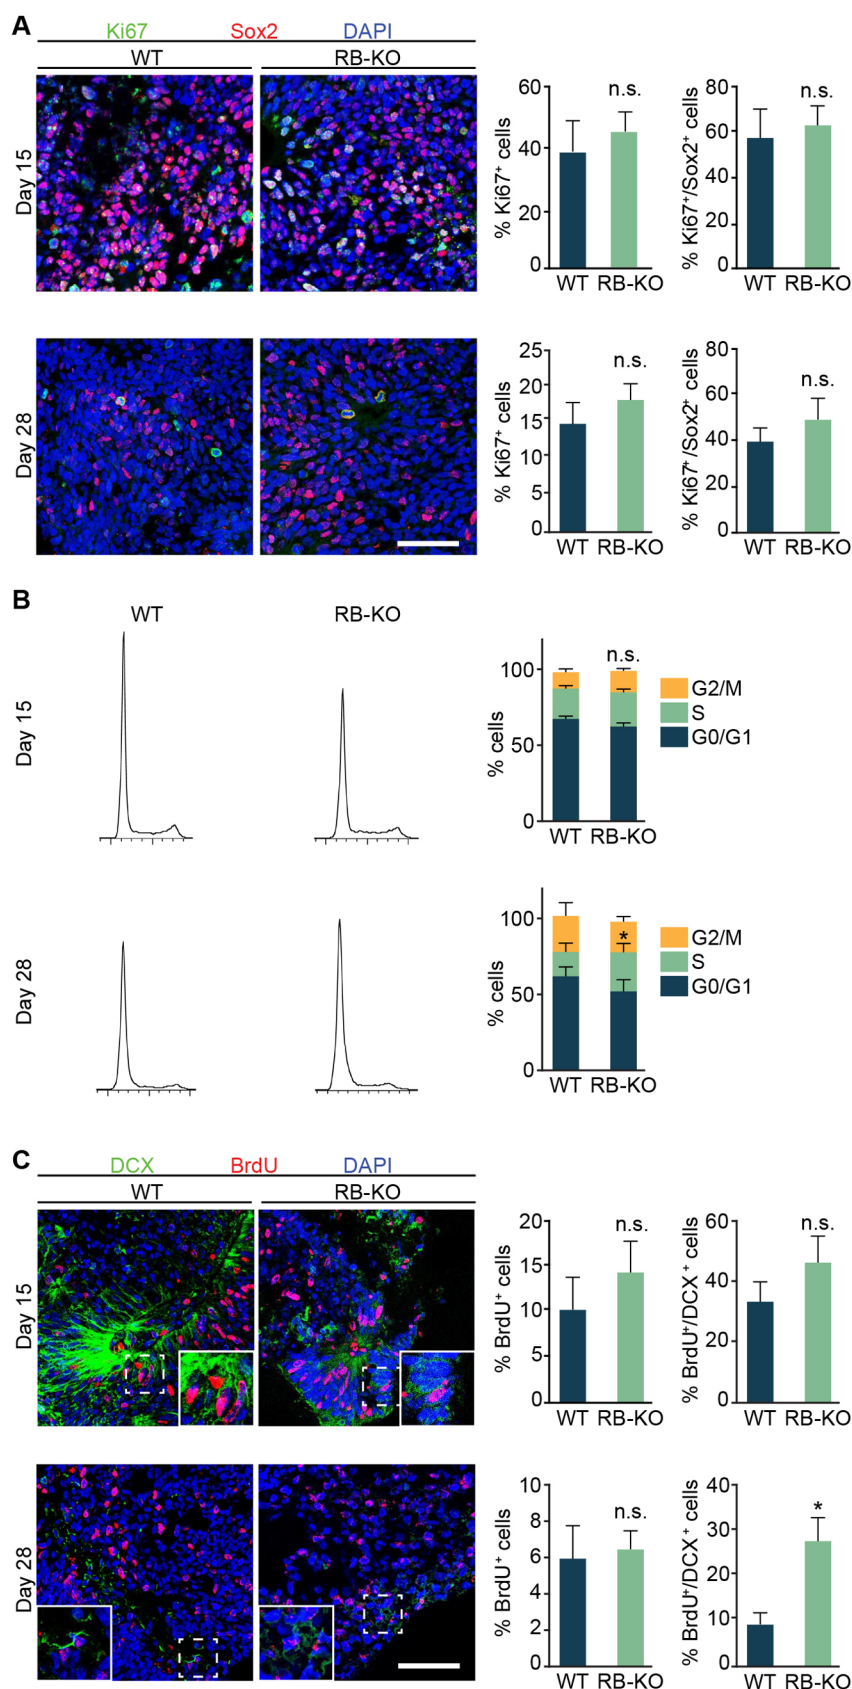 A
Ki67 Sox2 DAPI
WT RB-KO
Day 15
% Ki67⁺ cells
60
40
20
0
n.s.
WT RB-KO
% Ki67⁺/Sox2⁺ cells
80
60
40
20
0
n.s.
WT RB-KO
Day 28
% Ki67⁺ cells
25
20
15
10
5
0
n.s.
WT RB-KO
% Ki67⁺/Sox2⁺ cells
80
60
40
20
0
n.s.
WT RB-KO
B
WT RB-KO
Day 15
% cells
100
50
0
n.s.
WT RB-KO
G2/M
S
G0/G1
Day 28
% cells
100
50
0
*
WT RB-KO
G2/M
S
G0/G1
C
DCX BrdU DAPI
WT RB-KO
Day 15
% BrdU⁺ cells
20
15
10
5
0
n.s.
WT RB-KO
% BrdU⁺/DCX⁺ cells
60
40
20
0
n.s.
WT RB-KO
Day 28
% BrdU⁺ cells
10
8
6
4
2
0
n.s.
WT RB-KO
% BrdU⁺/DCX⁺ cells
40
30
20
10
0
*
WT RB-KO